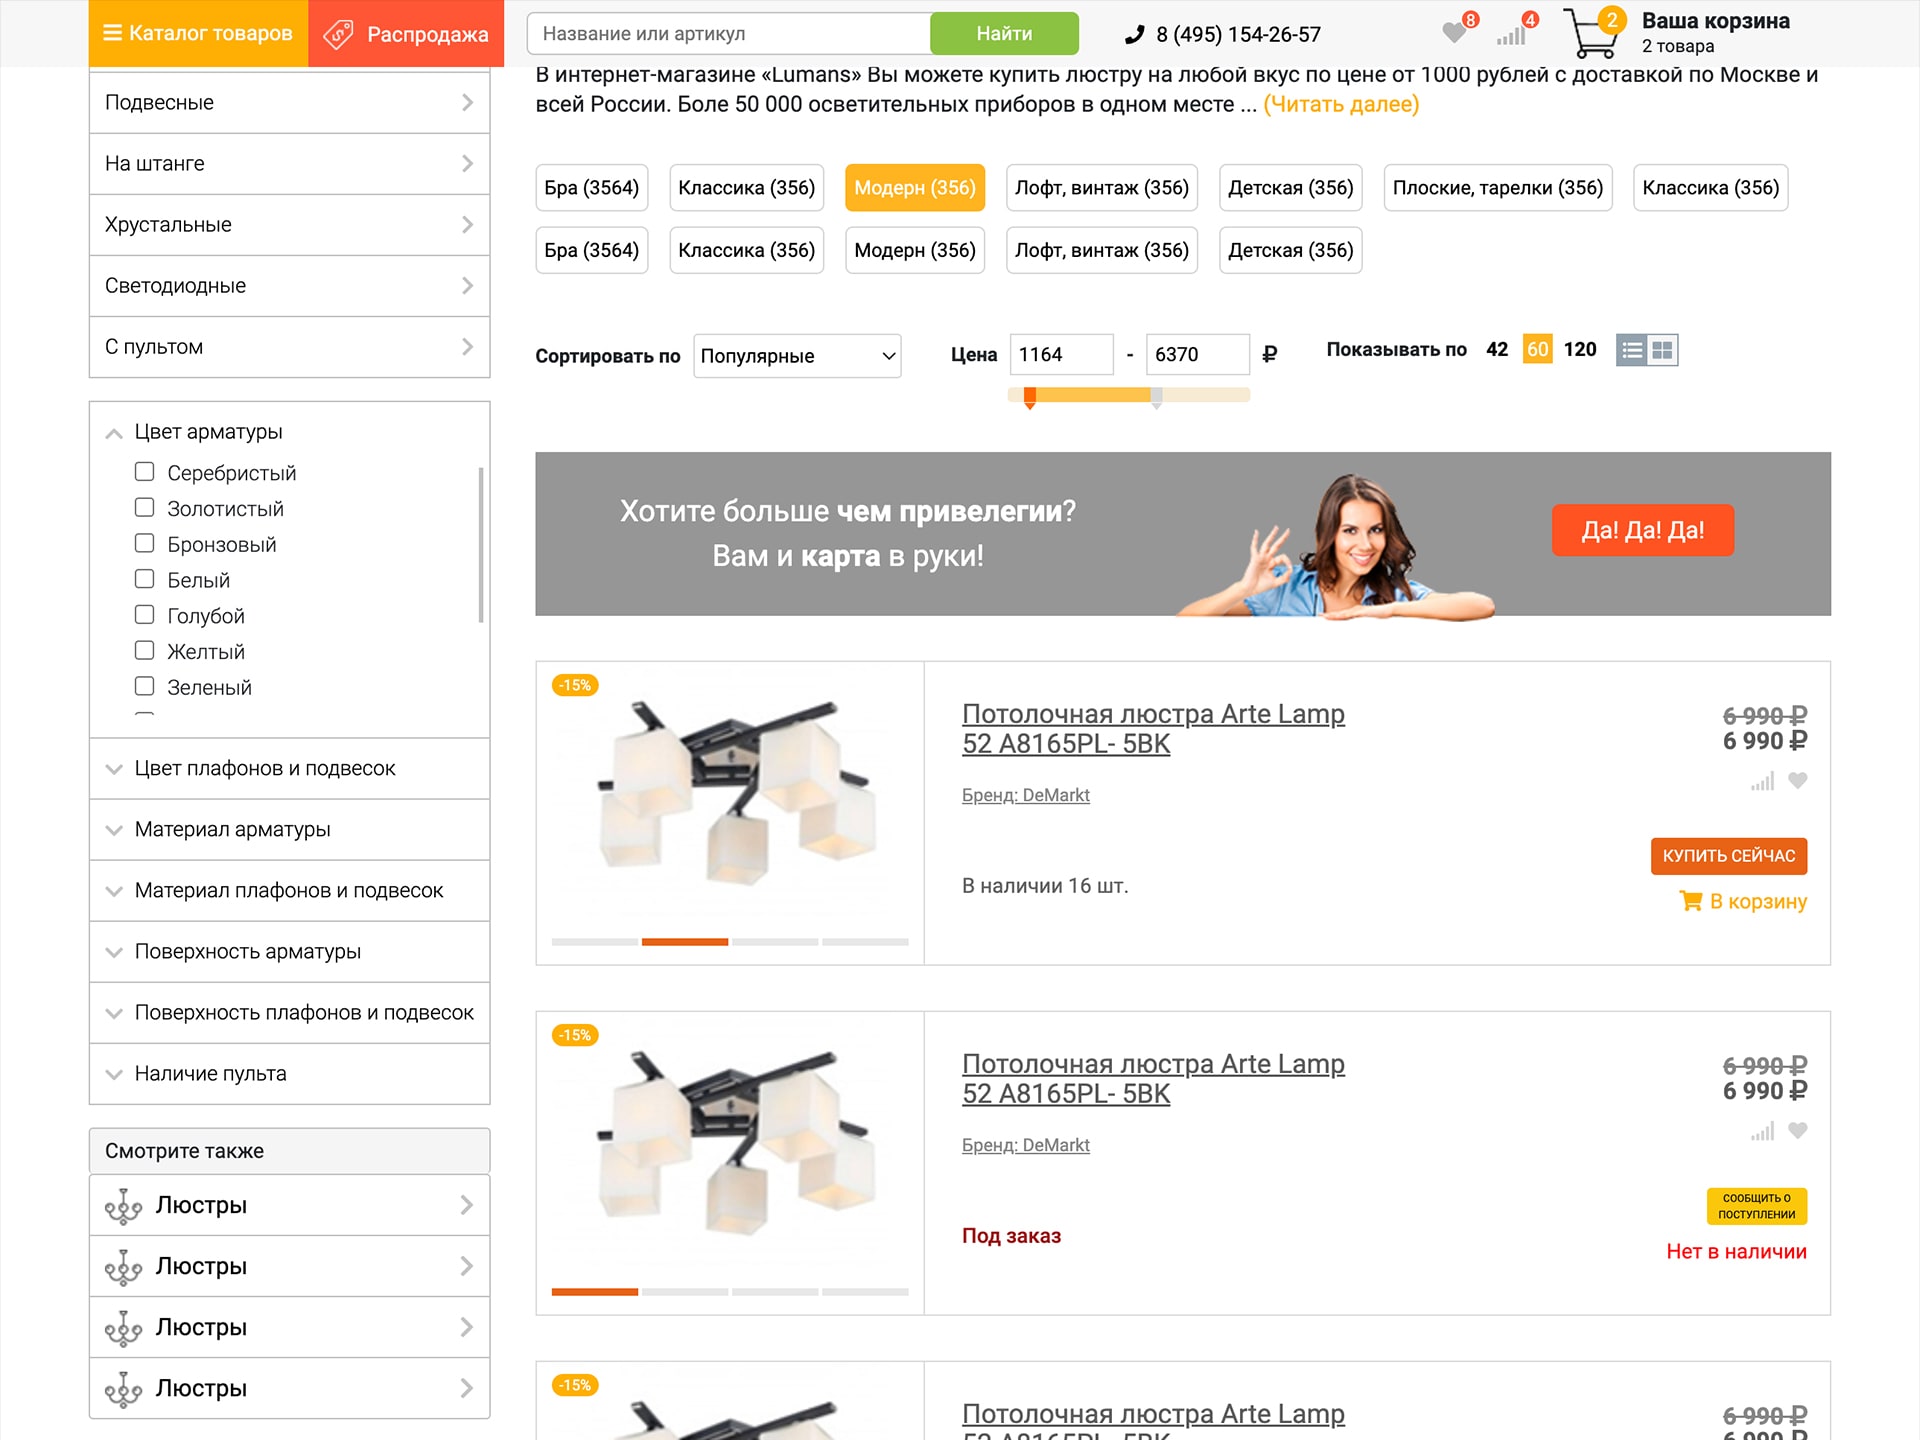 Каталог товаров
Распродажа
Название или артикул
Найти
8 (495) 154-26-57
8
4
2
Ваша корзина
2 товара
Подвесные
На штанге
Хрустальные
Светодиодные
С пультом
Цвет арматуры
Серебристый
Золотистый
Бронзовый
Белый
Голубой
Желтый
Зеленый
Цвет плафонов и подвесок
Материал арматуры
Материал плафонов и подвесок
Поверхность арматуры
Поверхность плафонов и подвесок
Наличие пульта
Смотрите также
Люстры
Люстры
Люстры
Люстры
В интернет-магазине «Lumans» Вы можете купить люстру на любой вкус по цене от 1000 рублей с доставкой по Москве и
всей России. Боле 50 000 осветительных приборов в одном месте ... (Читать далее)
Бра (3564) Классика (356) Модерн (356) Лофт, винтаж (356) Детская (356) Плоские, тарелки (356) Классика (356)
Бра (3564) Классика (356) Модерн (356) Лофт, винтаж (356) Детская (356)
Сортировать по Популярные Цена 1164 - 6370 ₽ Показывать по 42 60 120
Хотите больше чем привелегии?
Вам и карта в руки!
Да! Да! Да!
-15%
Потолочная люстра Arte Lamp
52 A8165PL- 5BK
Бренд: DeMarkt
В наличии 16 шт.
6 990 ₽
6 990 ₽
КУПИТЬ СЕЙЧАС
В корзину
-15%
Потолочная люстра Arte Lamp
52 A8165PL- 5BK
Бренд: DeMarkt
Под заказ
6 990 ₽
6 990 ₽
СООБЩИТЬ О
ПОСТУПЛЕНИИ
Нет в наличии
-15%
Потолочная люстра Arte Lamp
52 A8165PL- 5BK
6 990 ₽
6 990 ₽